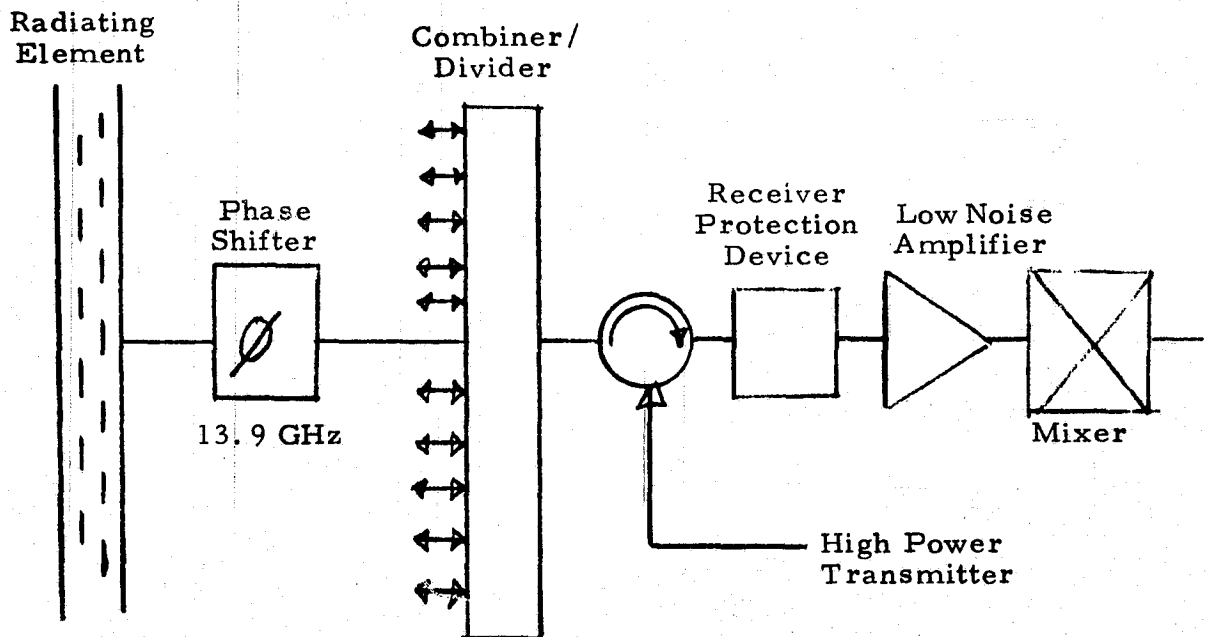 Radiating
Element
Combiner/
Divider
Phase
Shifter
Receiver
Protection
Device
Low Noise
Amplifier
13.9 GHz
Mixer
High Power
Transmitter